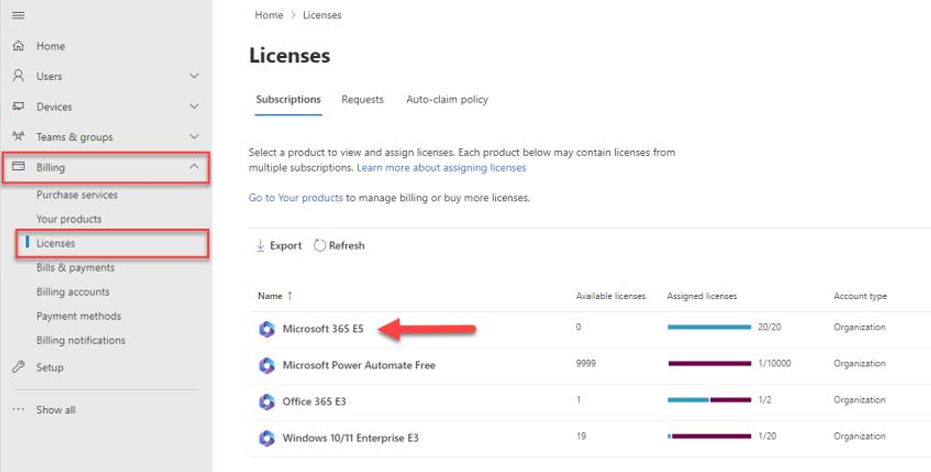 Home > Licenses
Home
Users
Devices
Teams & groups
Billing
Purchase services
Your products
Licenses
Bills & payments
Billing accounts
Payment methods
Billing notifications
Setup
Show all
Licenses
Subscriptions Requests Auto-claim policy
Select a product to view and assign licenses. Each product below may contain licenses from
multiple subscriptions. Learn more about assigning licenses
Go to Your products to manage billing or buy more licenses.
Export Refresh
Name ↑ Available licenses Assigned licenses Account type
Microsoft 365 E5 0 20/20 Organization
Microsoft Power Automate Free 9999 1/10000 Organization
Office 365 E3 1 1/2 Organization
Windows 10/11 Enterprise E3 19 1/20 Organization